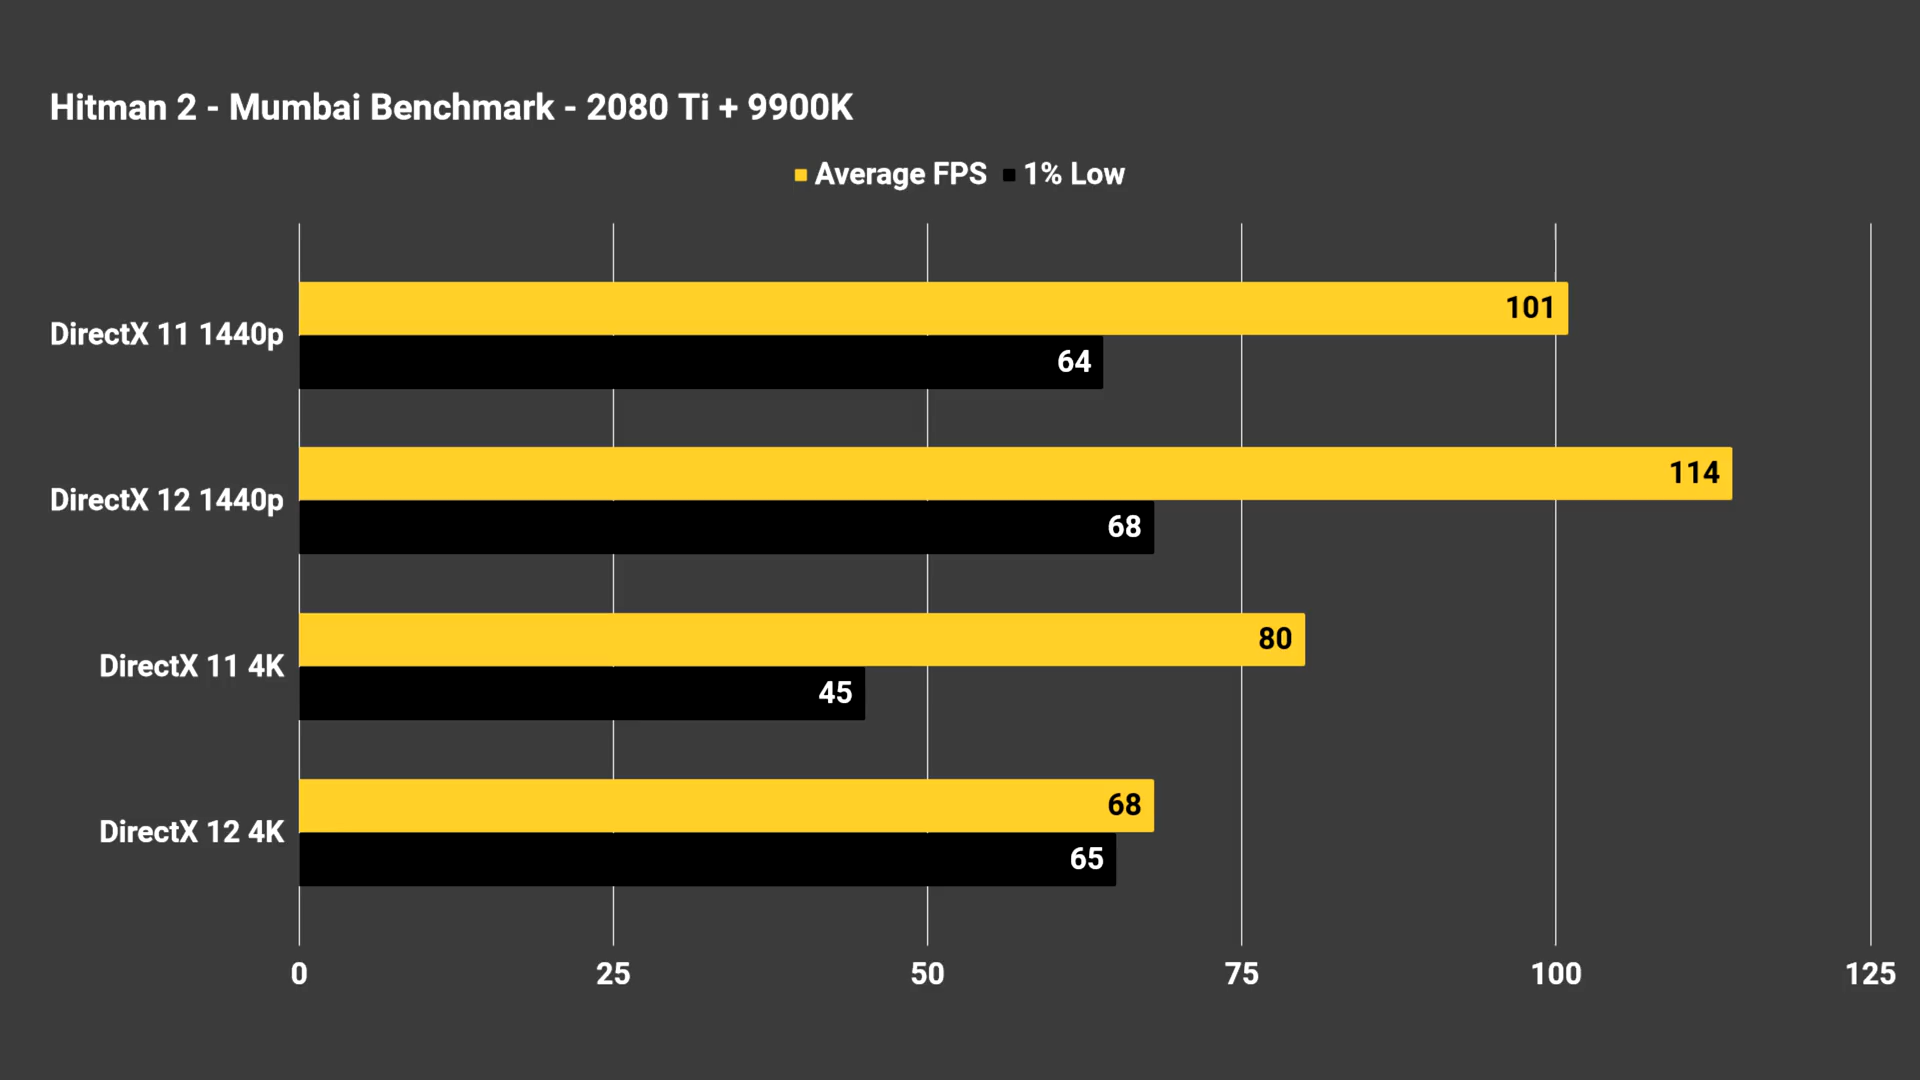 Hitman 2 - Mumbai Benchmark - 2080 Ti + 9900K
Average FPS 1% Low
DirectX 11 1440p 101
64
DirectX 12 1440p 114
68
DirectX 11 4K 80
45
DirectX 12 4K 68
65
0 25 50 75 100 125